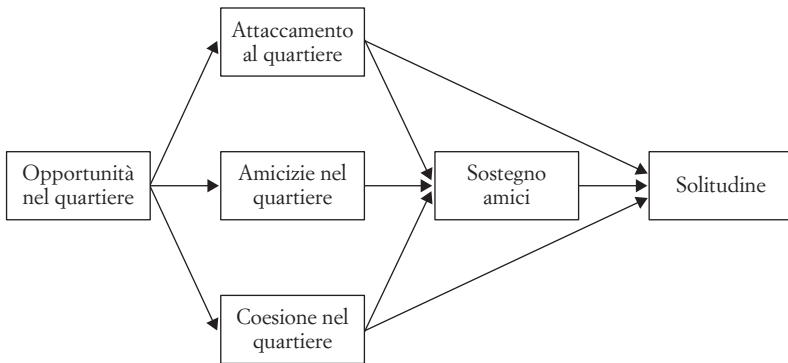 Attaccamento
al quartiere
Opportunità
nel quartiere
Amicizie nel
quartiere
Sostegno
amici
Solitudine
Coesione nel
quartiere